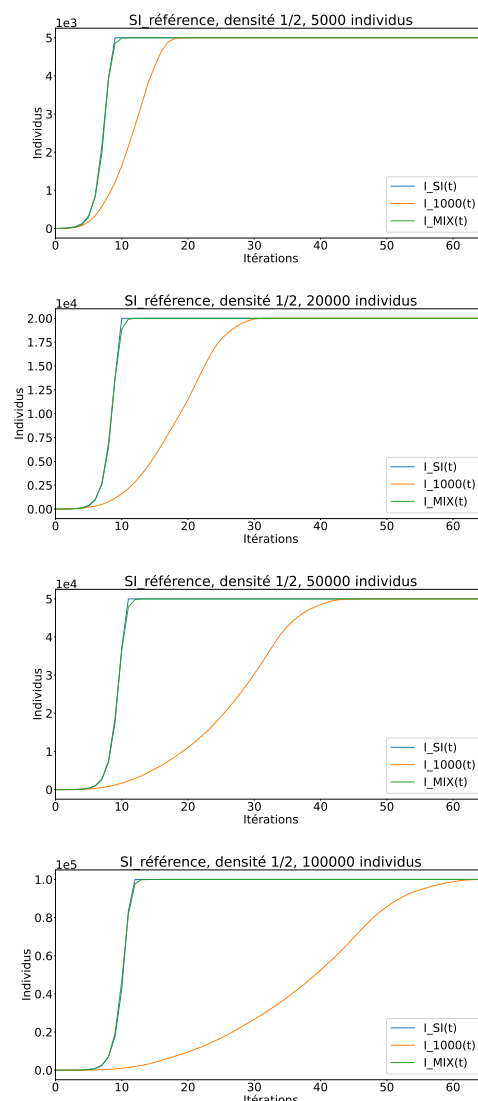 SI_référence, densité 1/2, 5000 individus
1e3
5
4
3
2
1
0
Individus
0 10 20 30 40 50 60
Itérations
I_SI(t)
I_1000(t)
I_MIX(t)
SI_référence, densité 1/2, 20000 individus
1e4
2.00
1.75
1.50
1.25
1.00
0.75
0.50
0.25
0.00
Individus
0 10 20 30 40 50 60
Itérations
I_SI(t)
I_1000(t)
I_MIX(t)
SI_référence, densité 1/2, 50000 individus
1e4
5
4
3
2
1
0
Individus
0 10 20 30 40 50 60
Itérations
I_SI(t)
I_1000(t)
I_MIX(t)
SI_référence, densité 1/2, 100000 individus
1e5
1.0
0.8
0.6
0.4
0.2
0.0
Individus
0 10 20 30 40 50 60
Itérations
I_SI(t)
I_1000(t)
I_MIX(t)